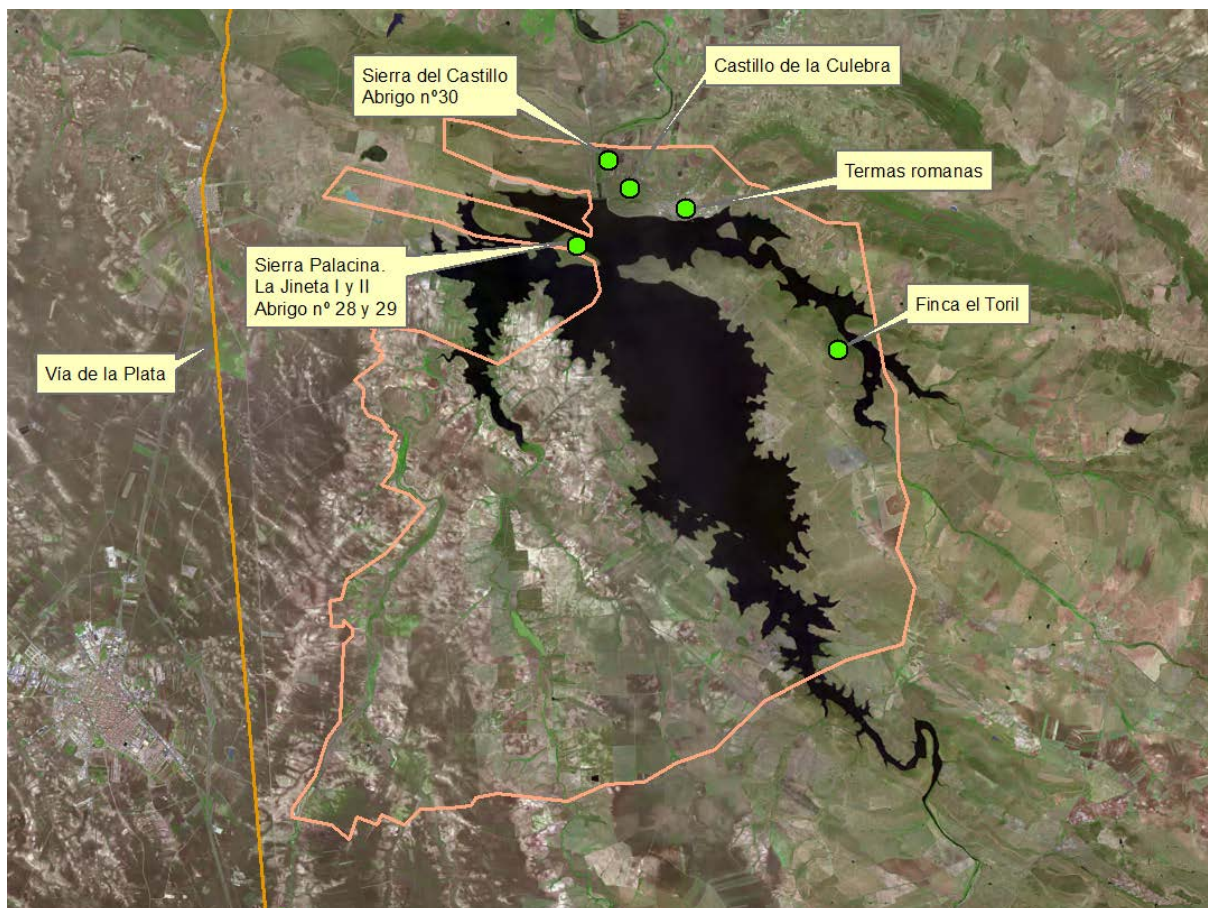 Sierra del Castillo
Abrigo nº30
Castillo de la Culebra
Termas romanas
Sierra Palacina.
La Jineta I y II
Abrigo nº 28 y 29
Finca el Toril
Vía de la Plata